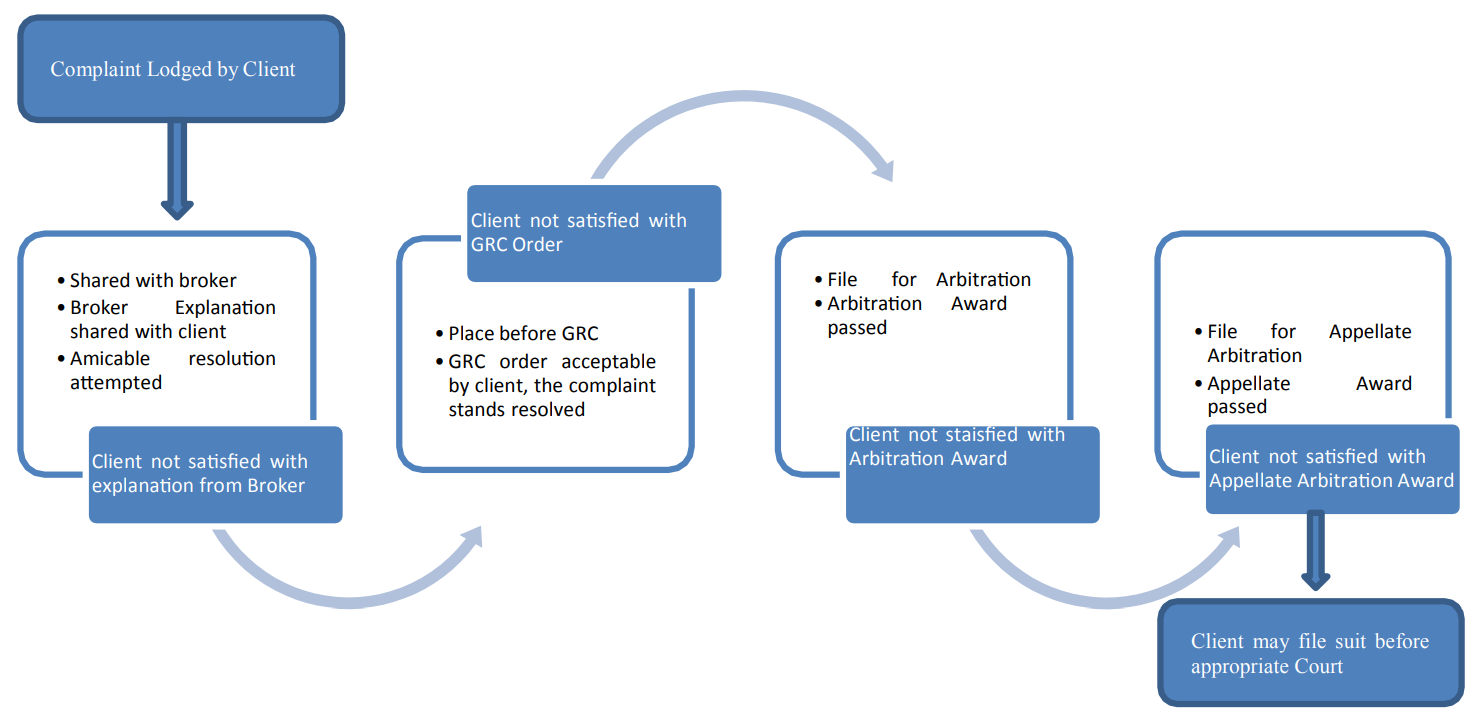 Complaint Lodged by Client
• Shared with broker
• Broker Explanation
shared with client
• Amicable resolution
attempted
Client not satisfied with
explanation from Broker
Client not satisfied with
GRC Order
• Place before GRC
• GRC order acceptable
by client, the complaint
stands resolved
• File for Arbitration
• Arbitration Award
passed
Client not staisfied with
Arbitration Award
• File for Appellate
Arbitration
• Appellate Award
passed
Client not satisfied with
Appellate Arbitration Award
Client may file suit before
appropriate Court